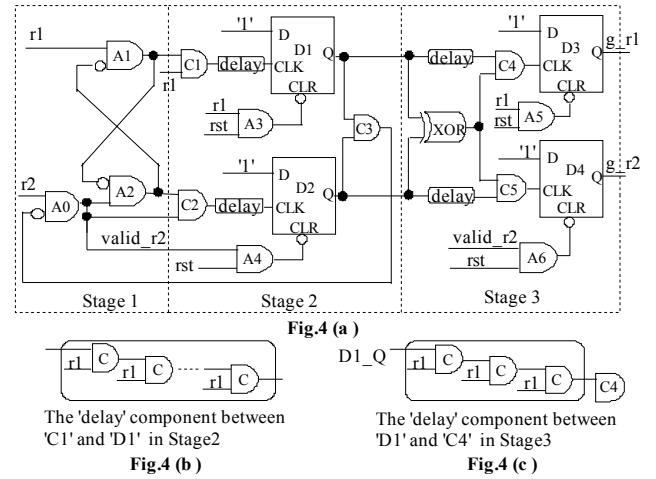 r1
A1
r1
C1
delay
'1'
D
D1
Q
CLK
CLR
r1
rst
A3
C3
r2
A0
A2
C2
delay
'1'
D
D2
Q
CLK
CLR
valid_r2
rst
A4
delay
XOR
C4
'1'
D
D3
Q
CLK
CLR
g_r1
r1
rst
A5
delay
C5
'1'
D
D4
Q
CLK
CLR
g_r2
valid_r2
rst
A6
Stage 1
Stage 2
Stage 3
Fig.4 (a )
r1
C
r1
C
r1
C
The 'delay' component between
'C1' and 'D1' in Stage2
Fig.4 (b )
D1_Q
r1
C
r1
C
r1
C
C4
The 'delay' component between
'D1' and 'C4' in Stage3
Fig.4 (c )